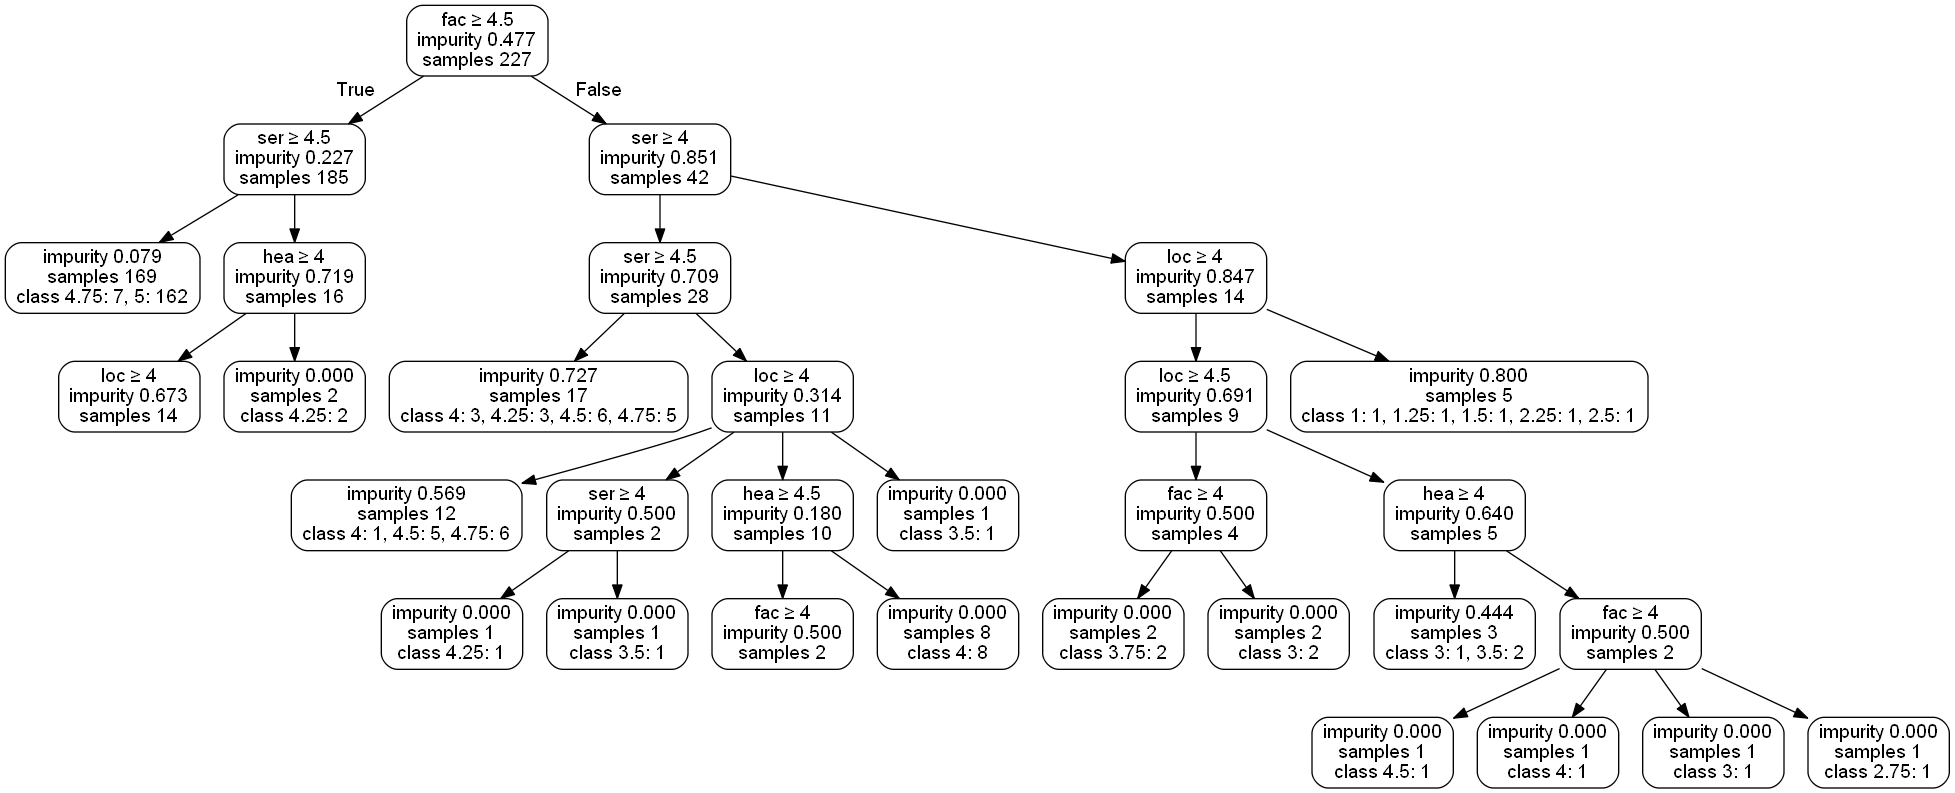 fac ≥ 4.5
impurity 0.477
samples 227
True
False
ser ≥ 4.5
impurity 0.227
samples 185
ser ≥ 4
impurity 0.851
samples 42
impurity 0.079
samples 169
class 4.75: 7, 5: 162
hea ≥ 4
impurity 0.719
samples 16
ser ≥ 4.5
impurity 0.709
samples 28
loc ≥ 4
impurity 0.847
samples 14
loc ≥ 4
impurity 0.673
samples 14
impurity 0.000
samples 2
class 4.25: 2
impurity 0.727
samples 17
class 4: 3, 4.25: 3, 4.5: 6, 4.75: 5
loc ≥ 4
impurity 0.314
samples 11
loc ≥ 4.5
impurity 0.691
samples 9
impurity 0.800
samples 5
class 1: 1, 1.25: 1, 1.5: 1, 2.25: 1, 2.5: 1
impurity 0.569
samples 12
class 4: 1, 4.5: 5, 4.75: 6
ser ≥ 4
impurity 0.500
samples 2
hea ≥ 4.5
impurity 0.180
samples 10
impurity 0.000
samples 1
class 3.5: 1
fac ≥ 4
impurity 0.500
samples 4
hea ≥ 4
impurity 0.640
samples 5
impurity 0.000
samples 1
class 4.25: 1
impurity 0.000
samples 1
class 3.5: 1
fac ≥ 4
impurity 0.500
samples 2
impurity 0.000
samples 8
class 4: 8
impurity 0.000
samples 2
class 3.75: 2
impurity 0.000
samples 2
class 3: 2
impurity 0.444
samples 3
class 3: 1, 3.5: 2
fac ≥ 4
impurity 0.500
samples 2
impurity 0.000
samples 1
class 4.5: 1
impurity 0.000
samples 1
class 4: 1
impurity 0.000
samples 1
class 3: 1
impurity 0.000
samples 1
class 2.75: 1